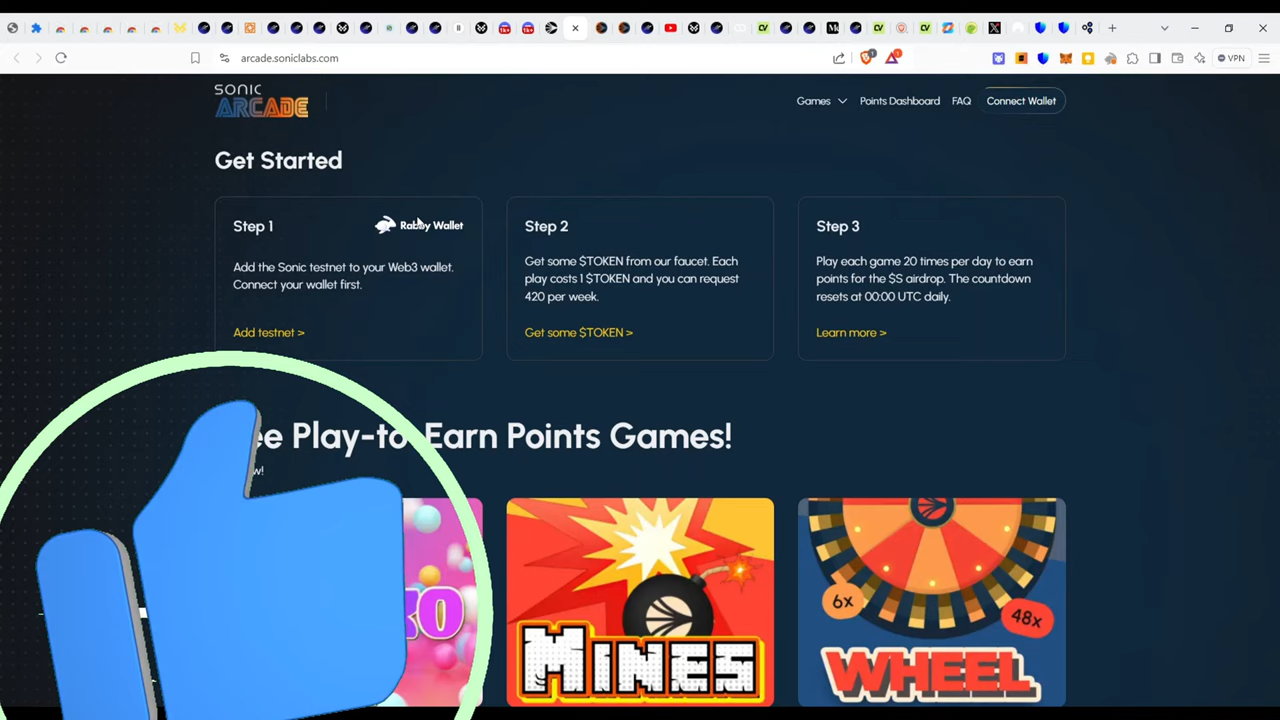 arcade.soniclabs.com
VPN
SONIC
ARCADE
Games
Points Dashboard
FAQ
Connect Wallet
Get Started
Step 1
Rabby Wallet
Add the Sonic testnet to your Web3 wallet.
Connect your wallet first.
Add testnet >
Step 2
Get some $TOKEN from our faucet. Each
play costs 1 $TOKEN and you can request
420 per week.
Get some $TOKEN >
Step 3
Play each game 20 times per day to earn
points for the $S airdrop. The countdown
resets at 00:00 UTC daily.
Learn more >
Play-to-Earn Points Games!
MINES
6x
48x
WHEEL